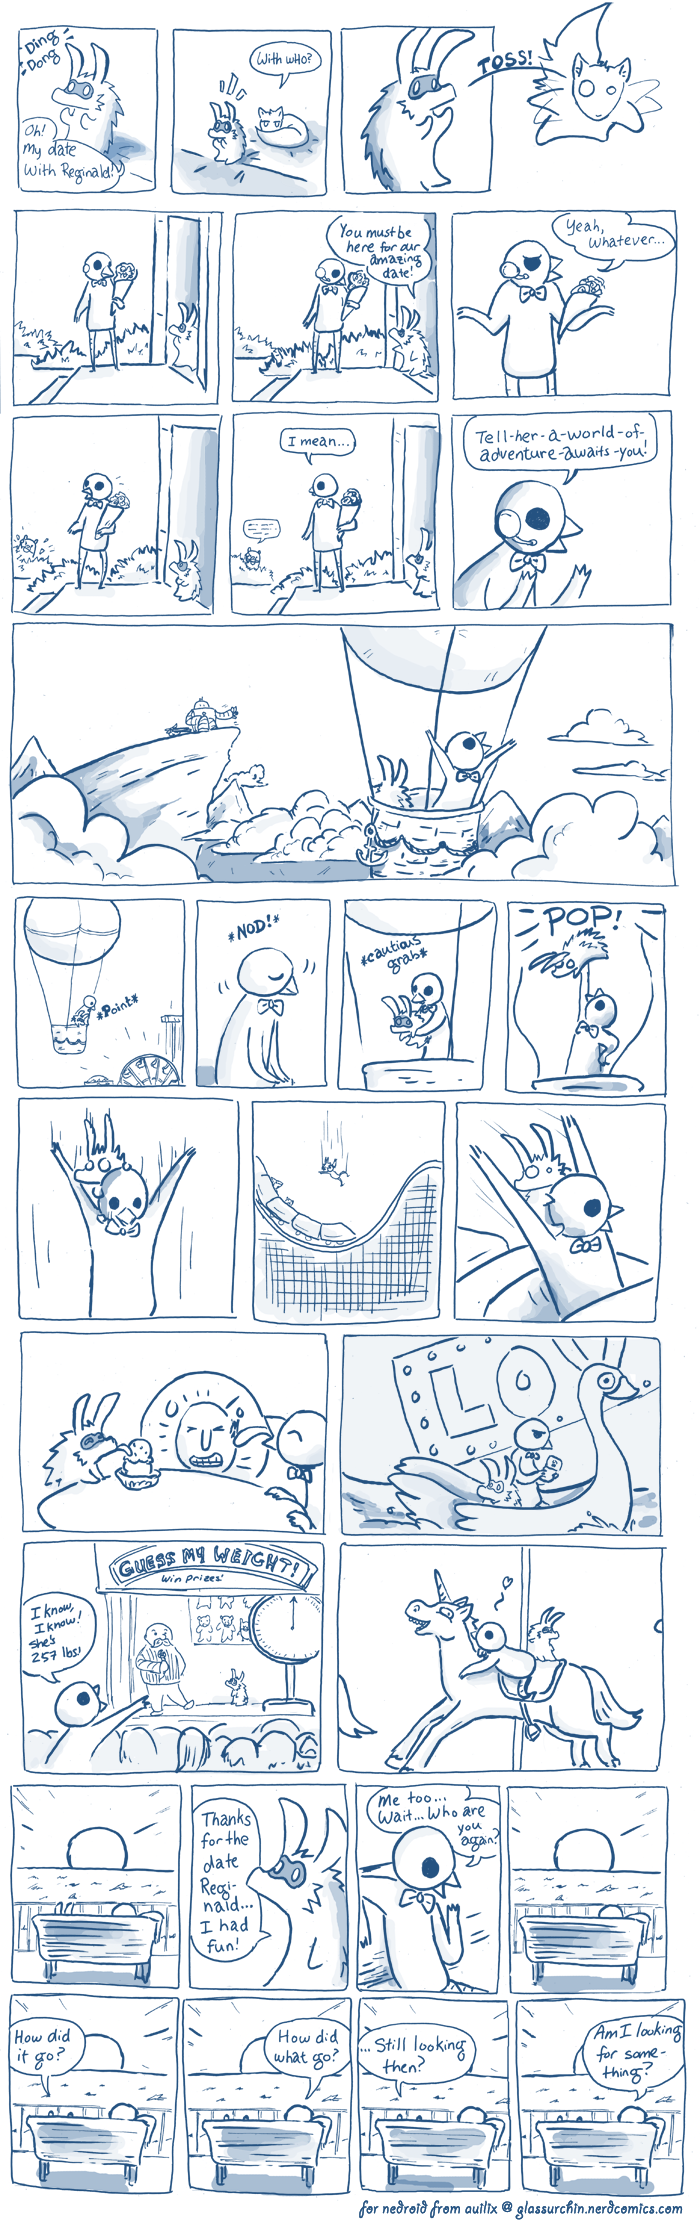 Ding
Dong
Oh!
My date
With Reginald!
With WHO?
TOSS!
You must be
here for our
amazing
date!
Yeah,
whatever...
I mean...
Tell-her-a-world-of-
adventure-awaits-you!
*Point*
*NOD!*
*cautious
grab*
POP!
LO
GUESS MY WEIGHT!
Win prizes!
I know,
I know!
she's
257 lbs!
Thanks
for the
date
Regi-
nald...
I had
fun!
Me too...
Wait... Who are
you
again?
How did
it go?
How did
what go?
... Still looking
then?
Am I looking
for some-
thing?
for nedroid from auilix @ glassurchin.nerdcomics.com